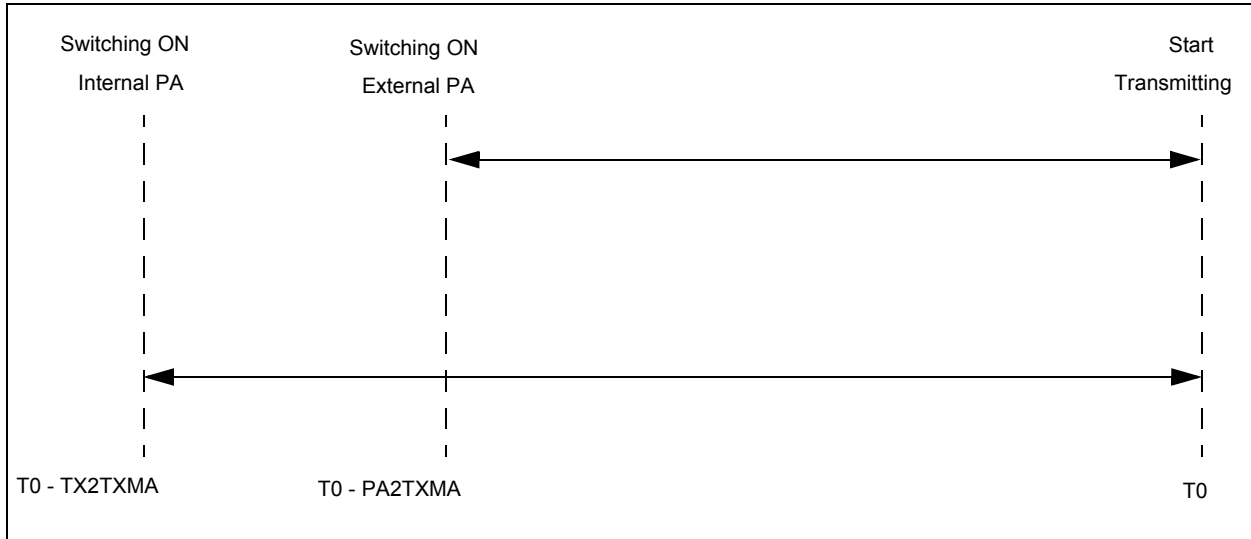 Switching ON
Internal PA
Switching ON
External PA
Start
Transmitting
T0 - TX2TXMA
T0 - PA2TXMA
T0